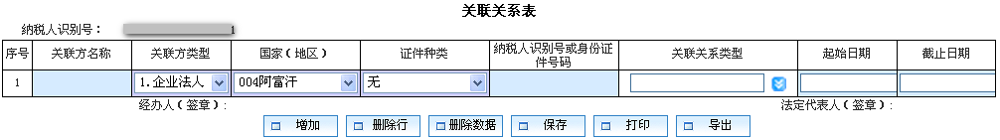 关联关系表
纳税人识别号： 1
序号 关联方名称 关联方类型 国家（地区） 证件种类 纳税人识别号或身份证件号码 关联关系类型 起始日期 截止日期
1 1.企业法人 004阿富汗 无
经办人（签章）： 法定代表人（签章）：
增加 删除行 删除数据 保存 打印 导出